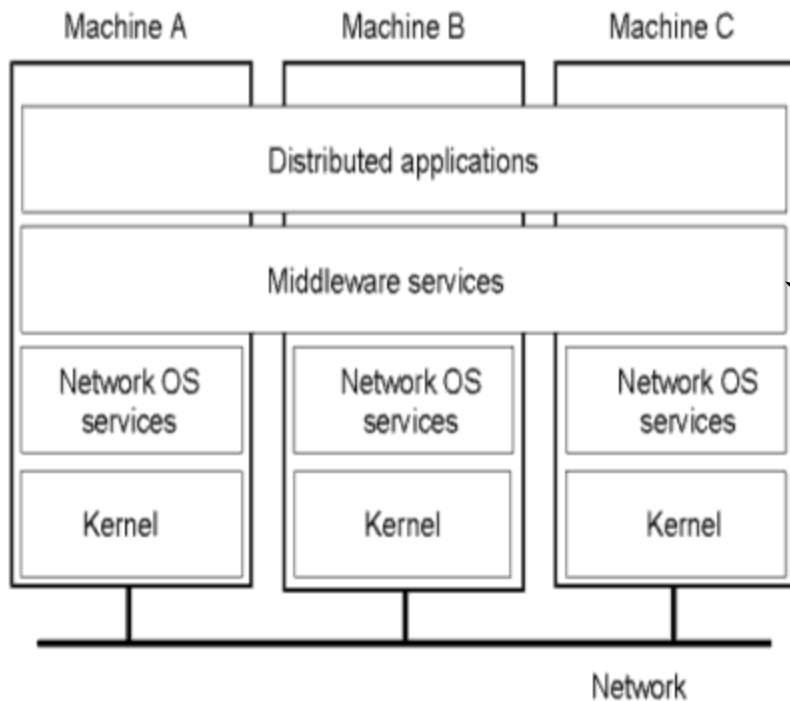 Machine A
Machine B
Machine C
Distributed applications
Middleware services
Network OS
services
Network OS
services
Network OS
services
Kernel
Kernel
Kernel
Network